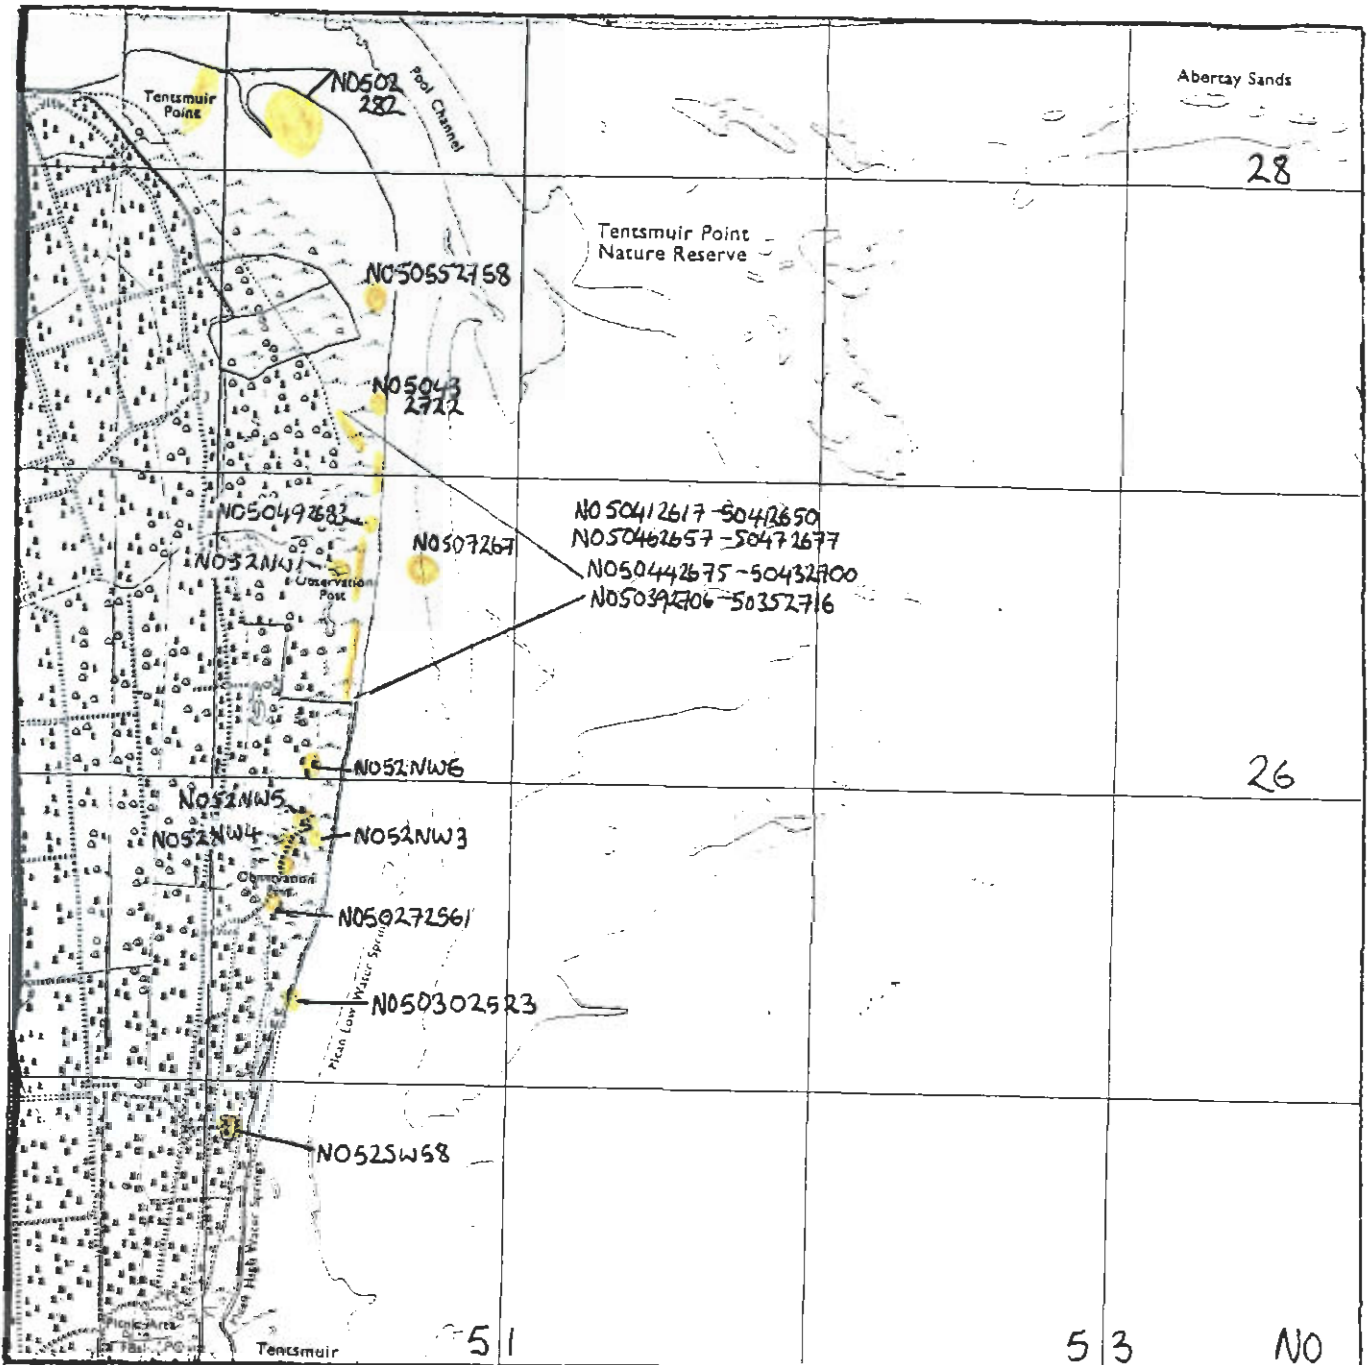 Abertay Sands
Tentsmuir
Point
NO502
282
Pool Channel
28
Tentsmuir Point
Nature Reserve
NO50552758
NO5043
2722
NO50412617-50412650
NO50462657-50472677
NO50442675-50432700
NO50392706-50352716
NO50492683
NO507267
NO52NW1
Observation
Post
NO52NW6
26
NO52NW5
NO52NW4
NO52NW3
Observation
Post
NO50272561
Mean Low Water Springs
NO50302523
NO52SW58
Mean High Water Springs
Picnic Area
PC
Tentsmuir
51
53
NO